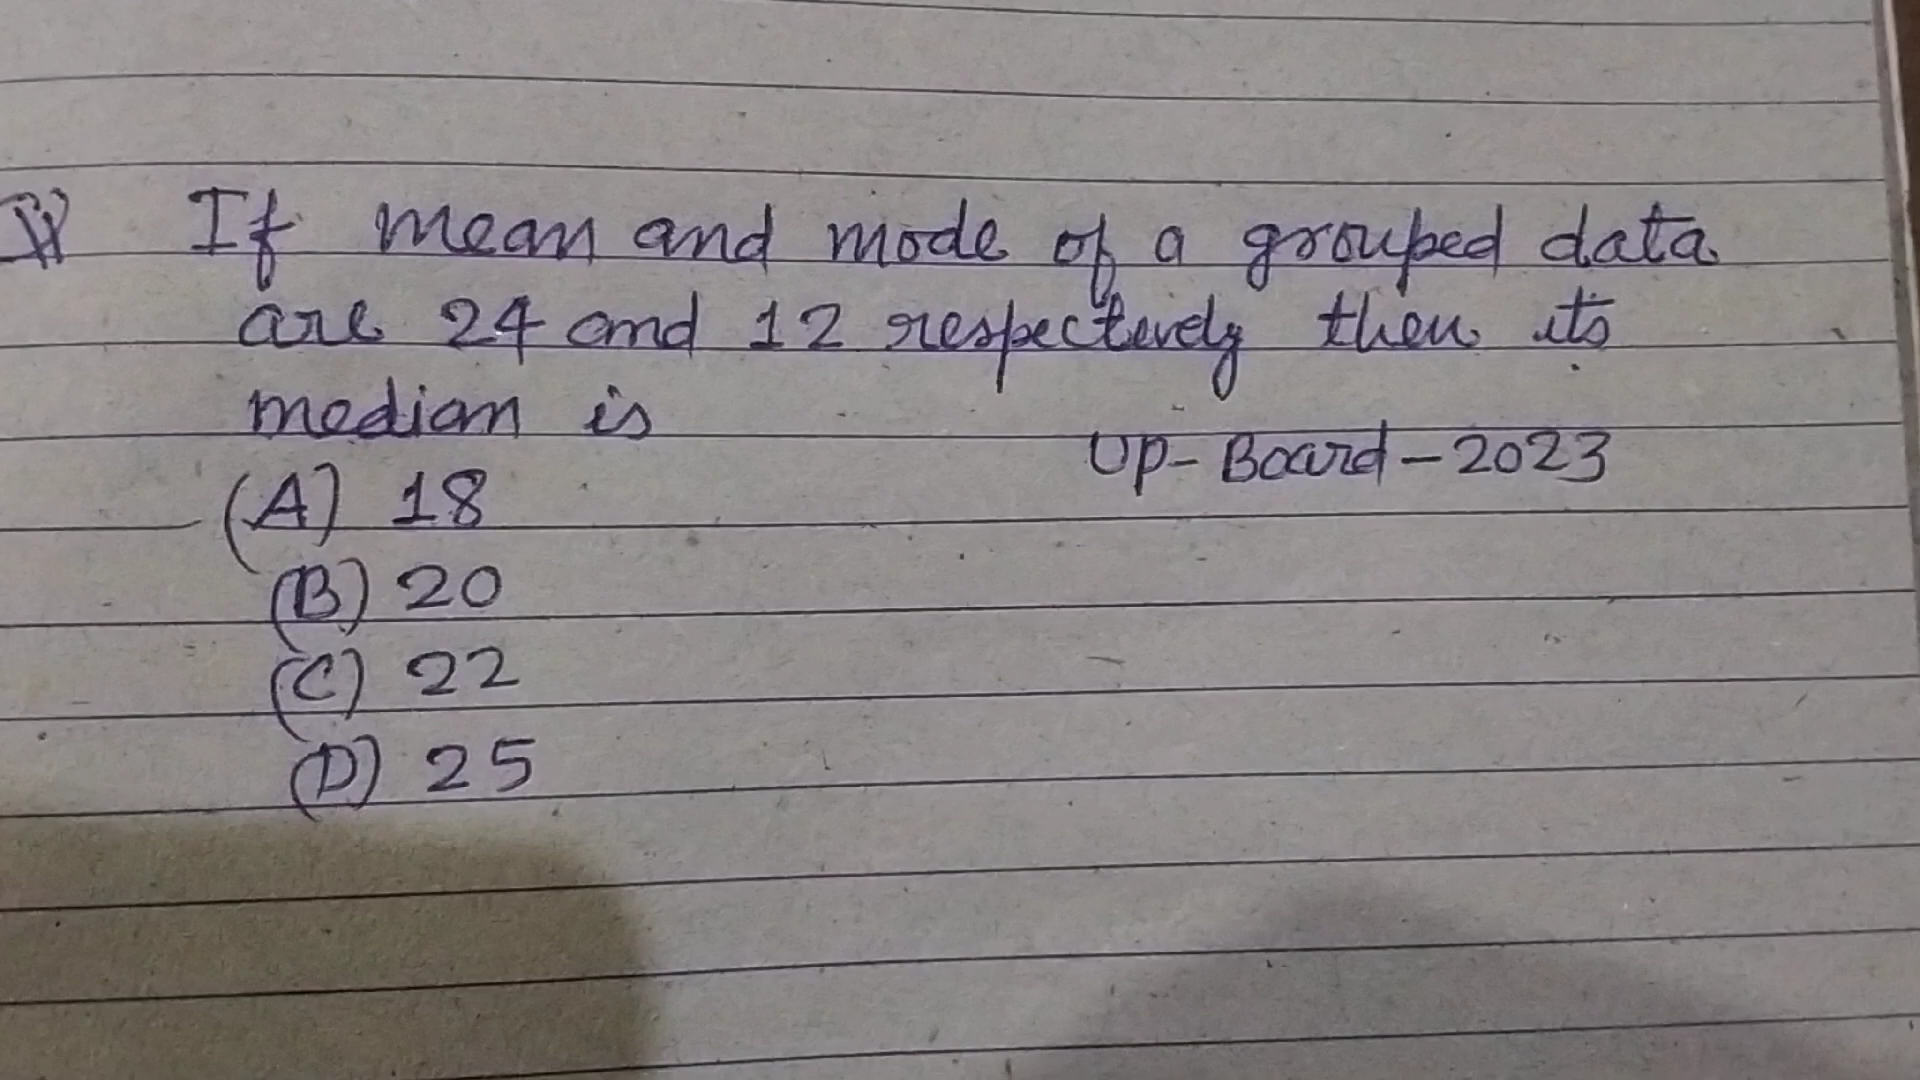 If mean and mode of a grouped data
are 24 and 12 respectively then its
median is
UP-Board-2023
(A) 18
(B) 20
(C) 22
(D) 25